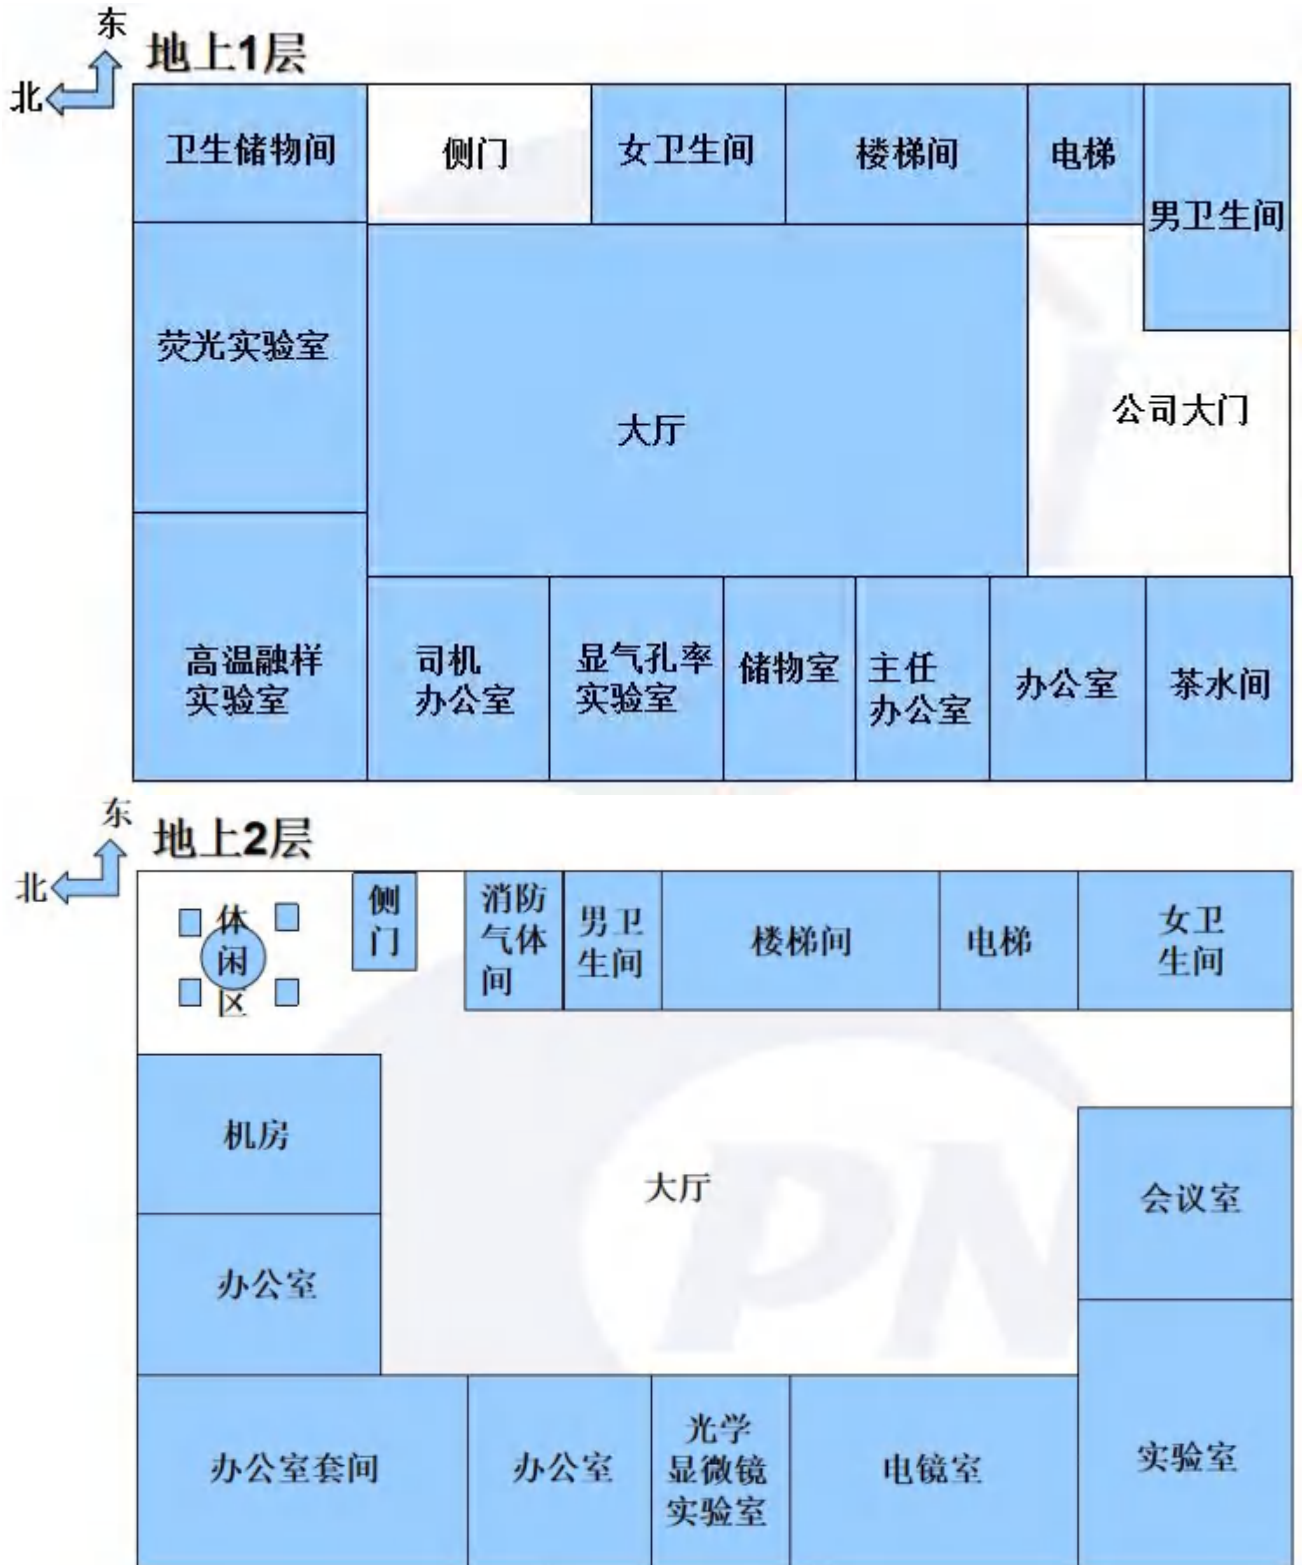 东
北
地上1层
卫生储物间
侧门
女卫生间
楼梯间
电梯
男卫生间
荧光实验室
大厅
公司大门
高温融样
实验室
司机
办公室
显气孔率
实验室
储物室
主任
办公室
办公室
茶水间
东
北
地上2层
休
闲
区
侧
门
消防
气体
间
男卫
生间
楼梯间
电梯
女卫
生间
机房
大厅
会议室
办公室
办公室套间
办公室
光学
显微镜
实验室
电镜室
实验室
PN